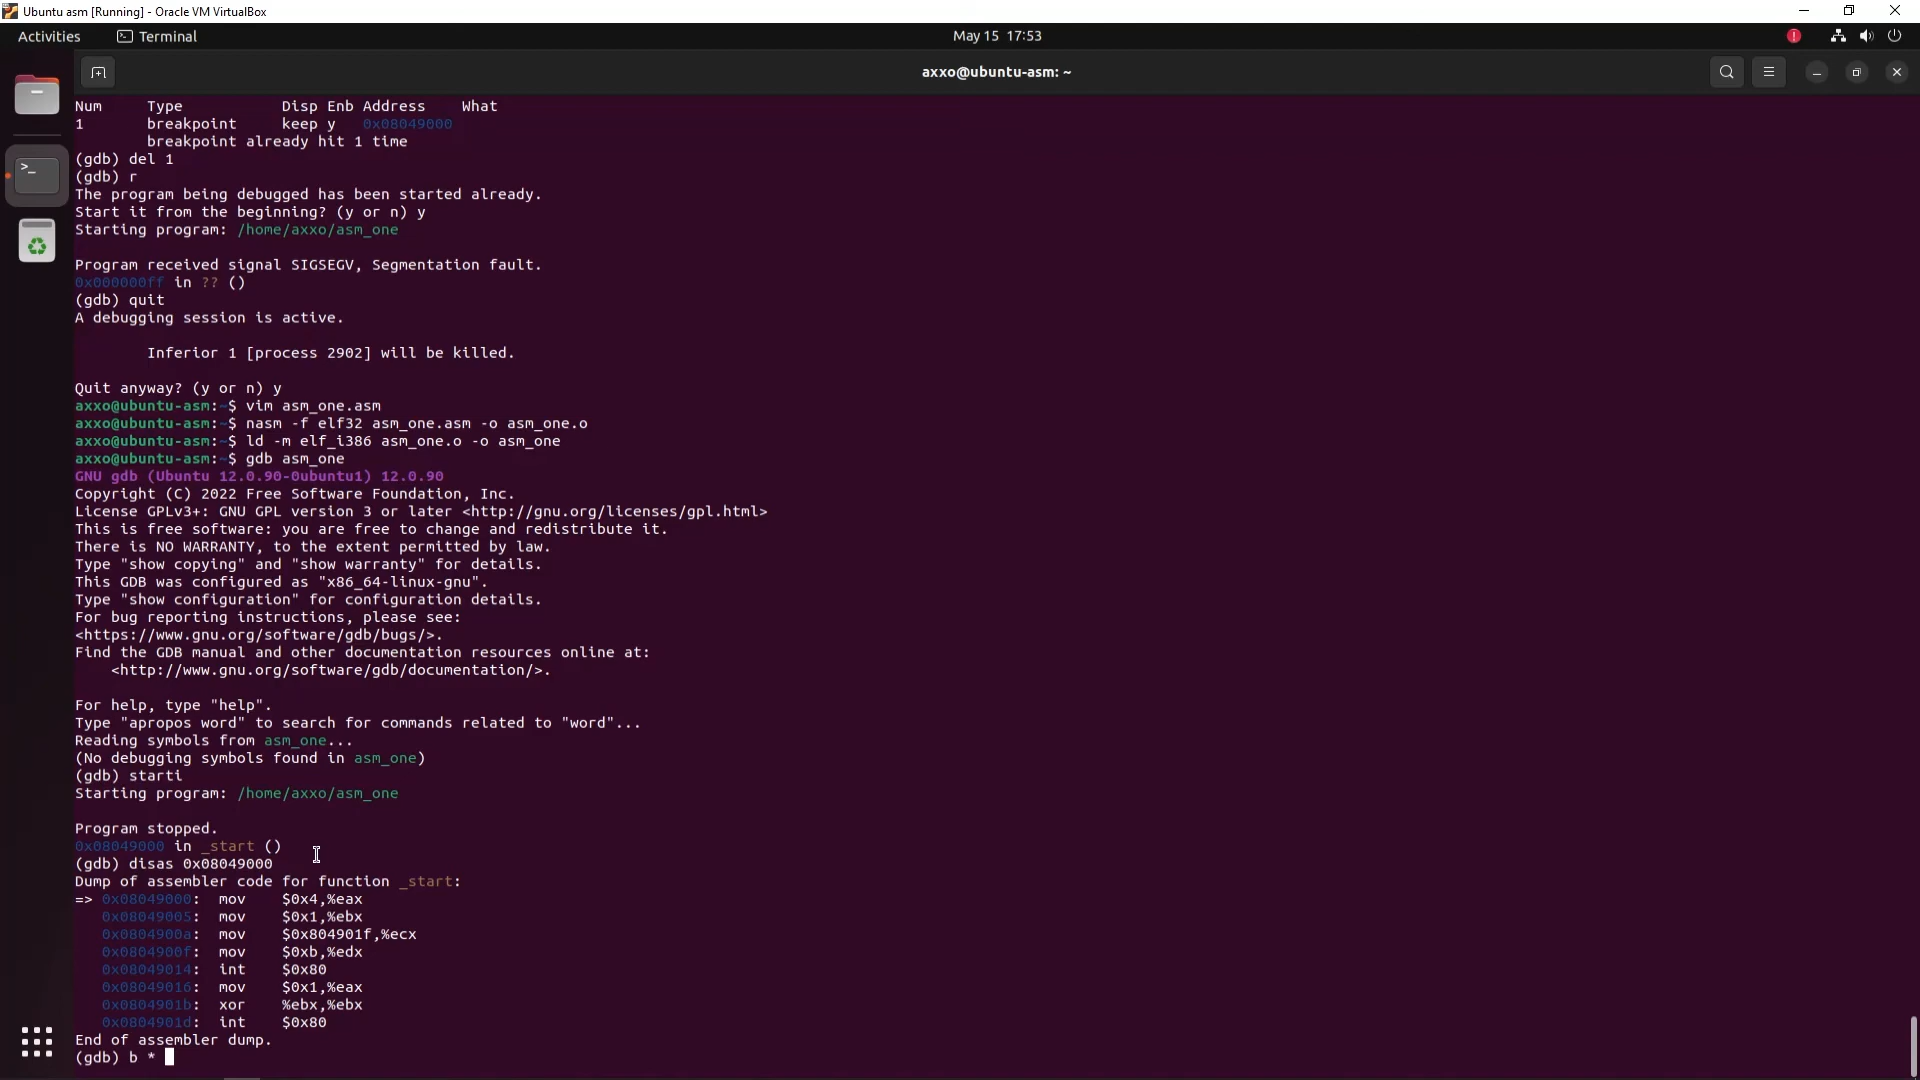 Ubuntu asm [Running] - Oracle VM VirtualBox
Activities
Terminal
May 15 17:53
axxo@ubuntu-asm: ~
Num     Type           Disp Enb Address    What
1       breakpoint     keep y   0x08049000
        breakpoint already hit 1 time
(gdb) del 1
(gdb) r
The program being debugged has been started already.
Start it from the beginning? (y or n) y
Starting program: /home/axxo/asm_one
Program received signal SIGSEGV, Segmentation fault.
0x000000ff in ?? ()
(gdb) quit
A debugging session is active.
        Inferior 1 [process 2902] will be killed.
Quit anyway? (y or n) y
axxo@ubuntu-asm:~$ vim asm_one.asm
axxo@ubuntu-asm:~$ nasm -f elf32 asm_one.asm -o asm_one.o
axxo@ubuntu-asm:~$ ld -m elf_i386 asm_one.o -o asm_one
axxo@ubuntu-asm:~$ gdb asm_one
GNU gdb (Ubuntu 12.0.90-0ubuntu1) 12.0.90
Copyright (C) 2022 Free Software Foundation, Inc.
License GPLv3+: GNU GPL version 3 or later <http://gnu.org/licenses/gpl.html>
This is free software: you are free to change and redistribute it.
There is NO WARRANTY, to the extent permitted by law.
Type "show copying" and "show warranty" for details.
This GDB was configured as "x86_64-linux-gnu".
Type "show configuration" for configuration details.
For bug reporting instructions, please see:
<https://www.gnu.org/software/gdb/bugs/>.
Find the GDB manual and other documentation resources online at:
    <http://www.gnu.org/software/gdb/documentation/>.
For help, type "help".
Type "apropos word" to search for commands related to "word"...
Reading symbols from asm_one...
(No debugging symbols found in asm_one)
(gdb) starti
Starting program: /home/axxo/asm_one
Program stopped.
0x08049000 in _start ()
(gdb) disas 0x08049000
Dump of assembler code for function _start:
=> 0x08049000:  mov    $0x4,%eax
   0x08049005:  mov    $0x1,%ebx
   0x0804900a:  mov    $0x804901f,%ecx
   0x0804900f:  mov    $0xb,%edx
   0x08049014:  int    $0x80
   0x08049016:  mov    $0x1,%eax
   0x0804901b:  xor    %ebx,%ebx
   0x0804901d:  int    $0x80
End of assembler dump.
(gdb) b *